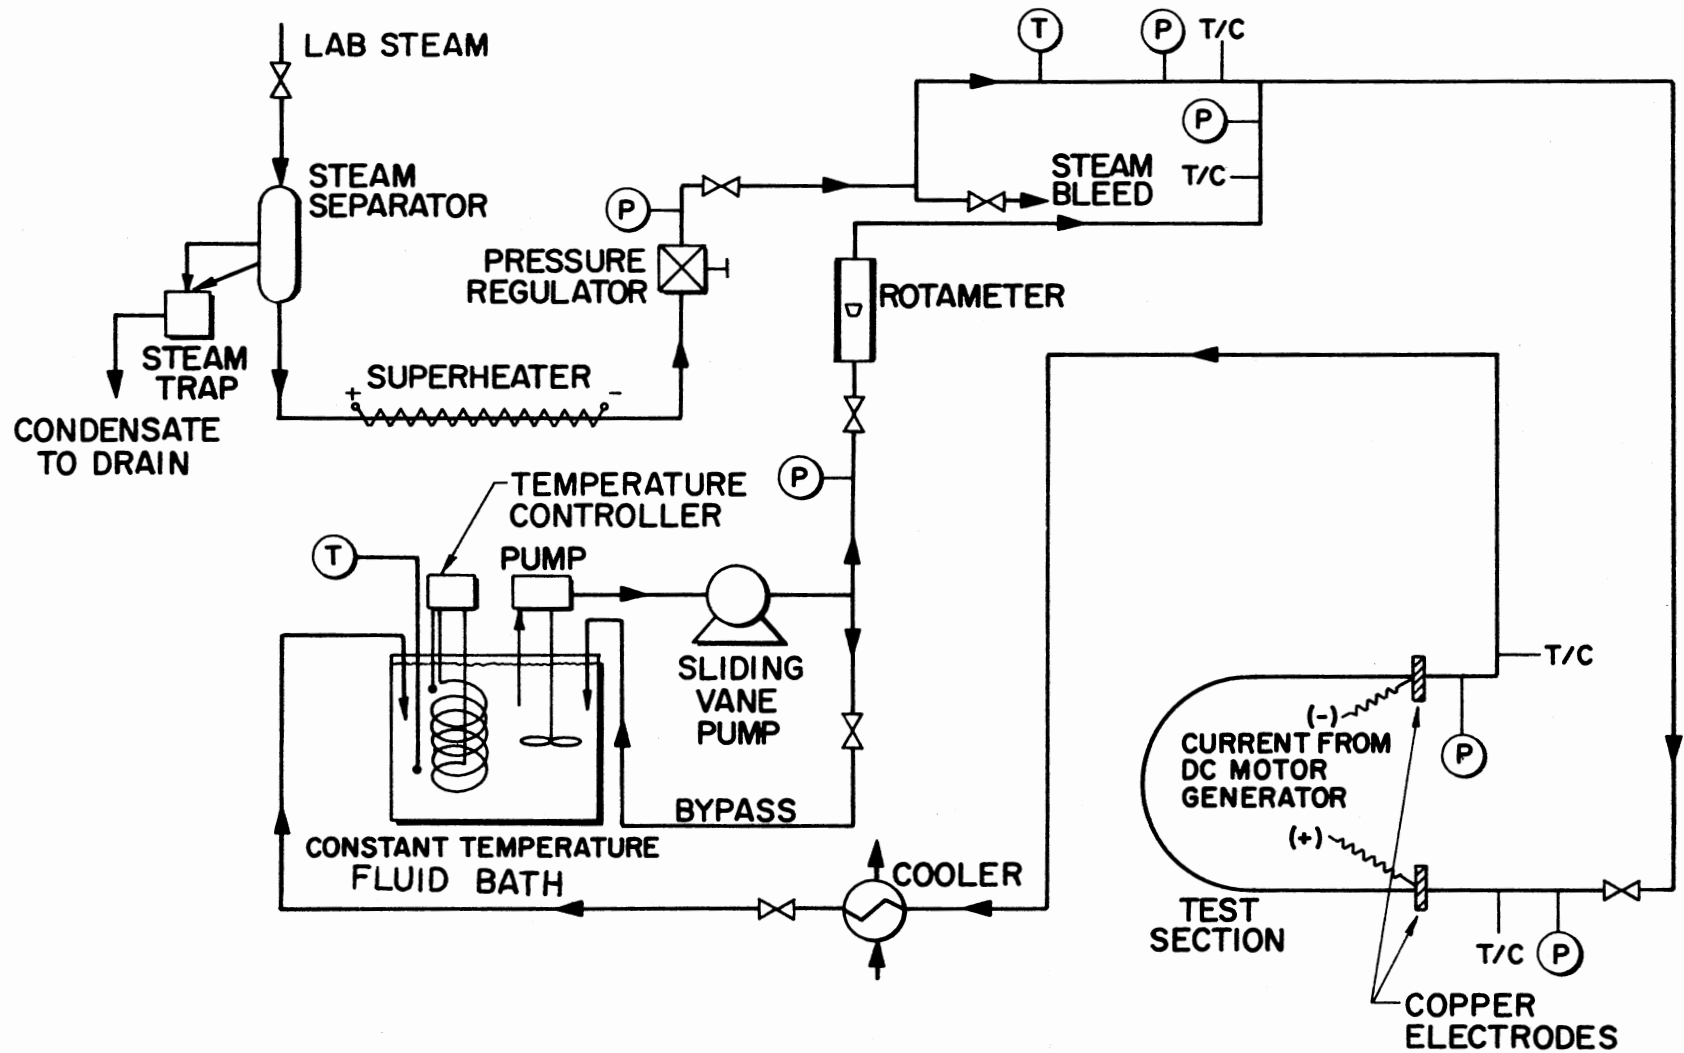 LAB STEAM
T
P
T/C
P
T/C
STEAM
SEPARATOR
STEAM
BLEED
P
PRESSURE
REGULATOR
ROTAMETER
STEAM
TRAP
SUPERHEATER
+
-
CONDENSATE
TO DRAIN
P
TEMPERATURE
CONTROLLER
T
PUMP
SLIDING
VANE
PUMP
T/C
(-)
CURRENT FROM
DC MOTOR
GENERATOR
P
(+)
BYPASS
CONSTANT TEMPERATURE
FLUID BATH
COOLER
TEST
SECTION
T/C
P
COPPER
ELECTRODES